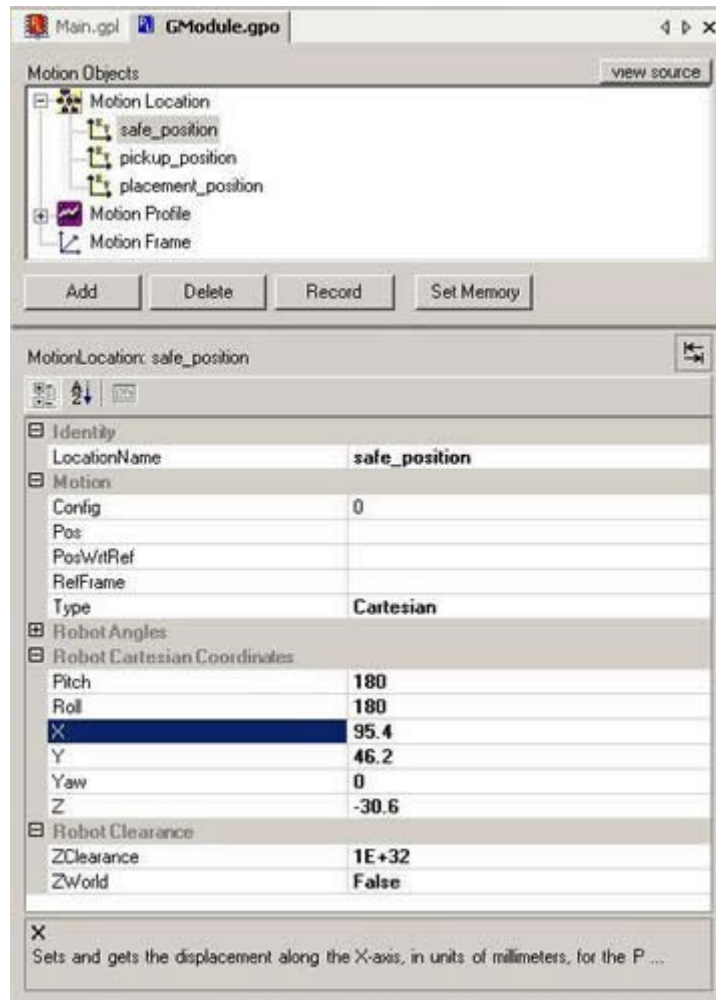 Main.gpl GModule.gpo
Motion Objects view source
Motion Location
safe_position
pickup_position
placement_position
Motion Profile
Motion Frame
Add Delete Record Set Memory
MotionLocation: safe_position
Identity
LocationName safe_position
Motion
Config 0
Pos
PosWrtRef
RefFrame
Type Cartesian
Robot Angles
Robot Cartesian Coordinates
Pitch 180
Roll 180
X 95.4
Y 46.2
Yaw 0
Z -30.6
Robot Clearance
ZClearance 1E+32
ZWorld False
X
Sets and gets the displacement along the X-axis, in units of millimeters, for the P ...